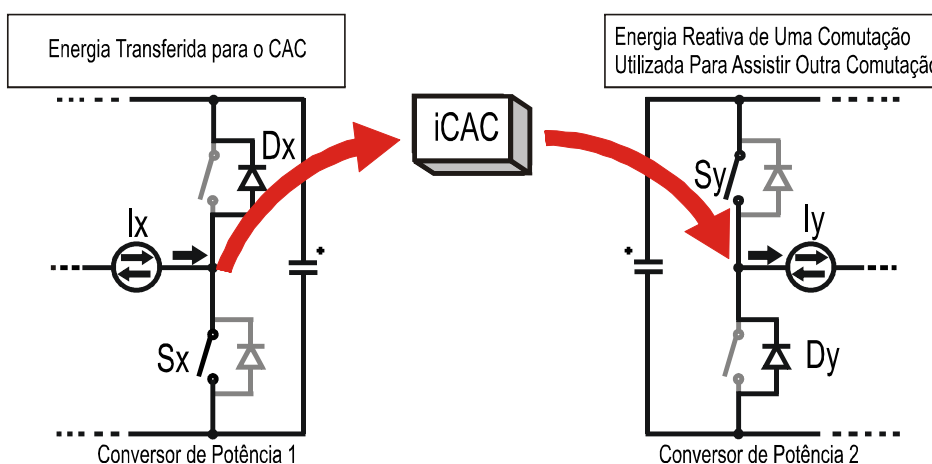 Energia Transferida para o CAC
Energia Reativa de Uma Comutação
Utilizada Para Assistir Outra Comutação
iCAC
Dx
Sy
Ix
Iy
+
+
Sx
Dy
Conversor de Potência 1
Conversor de Potência 2